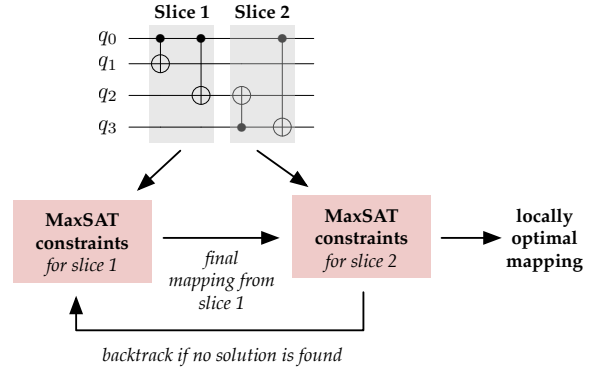 Slice 1 Slice 2
q0
q1
q2
q3
MaxSAT
constraints
for slice 1
final
mapping from
slice 1
MaxSAT
constraints
for slice 2
locally
optimal
mapping
backtrack if no solution is found